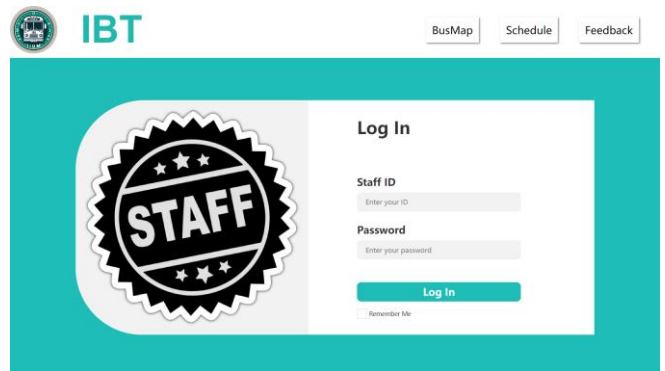 IBT
BusMap
Schedule
Feedback
STAFF
Log In
Staff ID
Enter your ID
Password
Enter your password
Log In
Remember Me